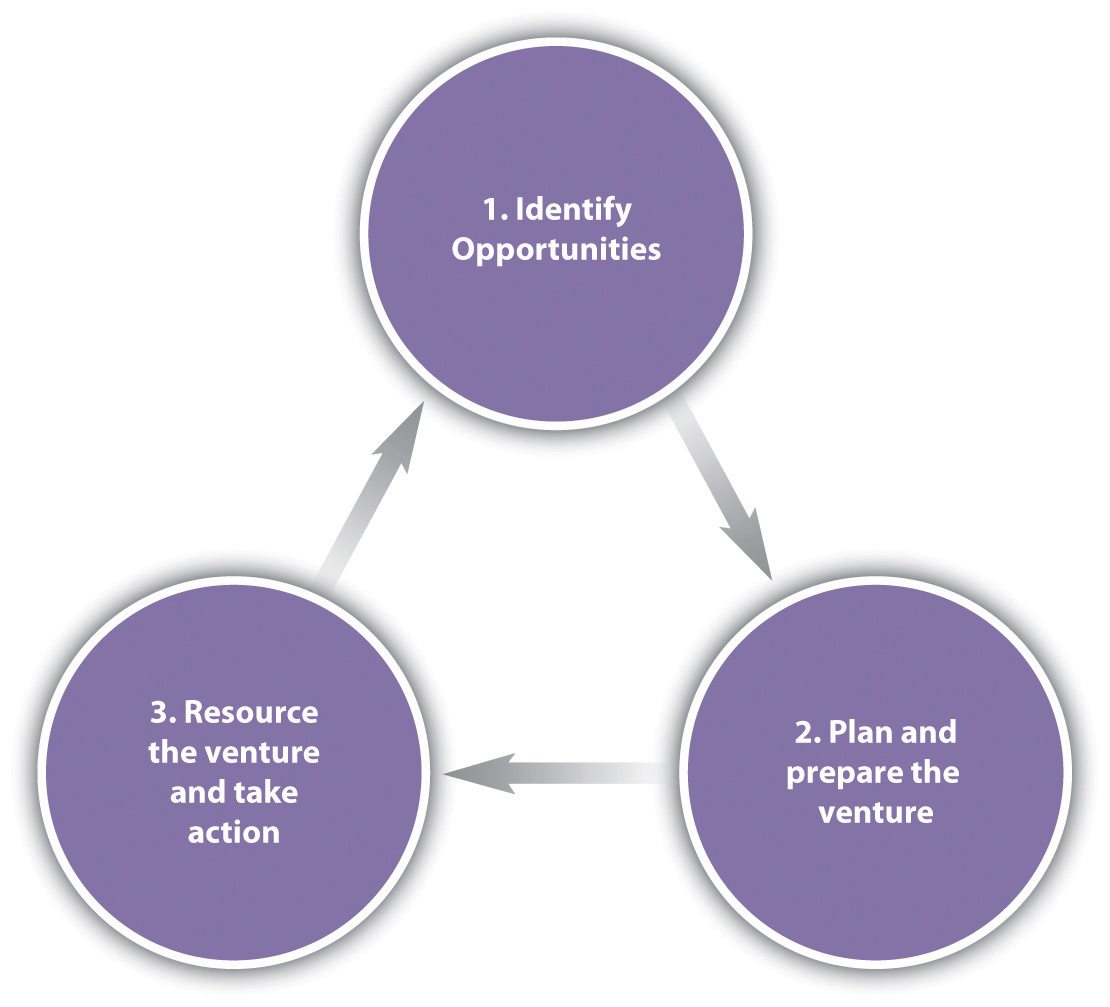 1. Identify
Opportunities
2. Plan and
prepare the
venture
3. Resource
the venture
and take
action